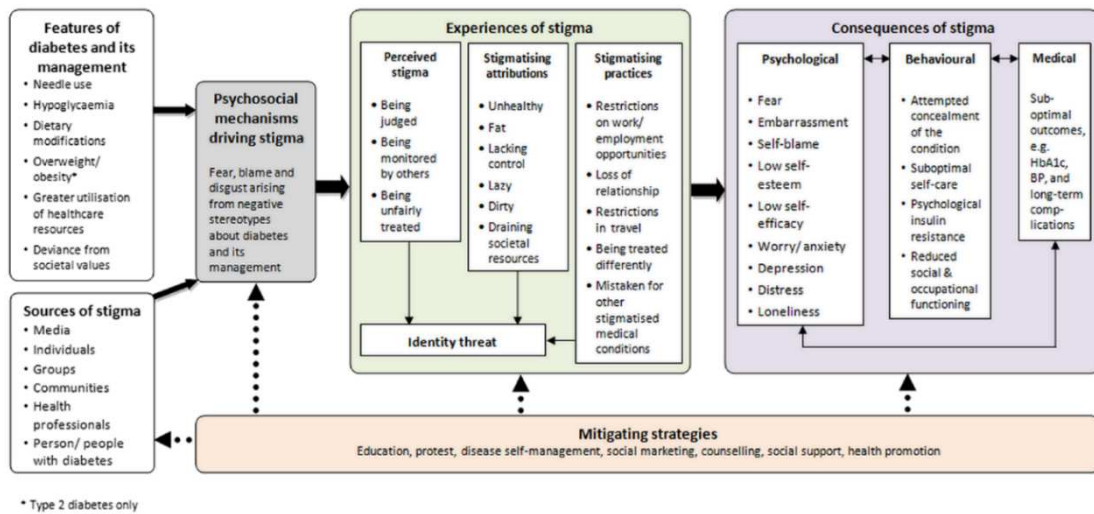 Features of
diabetes and its
management
• Needle use
• Hypoglycaemia
• Dietary
modifications
• Overweight/
obesity*
• Greater utilisation
of healthcare
resources
• Deviance from
societal values
Sources of stigma
• Media
• Individuals
• Groups
• Communities
• Health
professionals
• Person/ people
with diabetes
Psychosocial
mechanisms
driving stigma
Fear, blame and
disgust arising
from negative
stereotypes
about diabetes
and its
management
Experiences of stigma
Perceived
stigma
• Being
judged
• Being
monitored
by others
• Being
unfairly
treated
Stigmatising
attributions
• Unhealthy
• Fat
• Lacking
control
• Lazy
• Dirty
• Draining
societal
resources
Stigmatising
practices
• Restrictions
on work/
employment
opportunities
• Loss of
relationship
• Restrictions
in travel
• Being treated
differently
• Mistaken for
other
stigmatised
medical
conditions
Identity threat
Consequences of stigma
Psychological
• Fear
• Embarrassment
• Self-blame
• Low self-
esteem
• Low self-
efficacy
• Worry/ anxiety
• Depression
• Distress
• Loneliness
Behavioural
• Attempted
concealment
of the
condition
• Suboptimal
self-care
• Psychological
insulin
resistance
• Reduced
social &
occupational
functioning
Medical
Sub-
optimal
outcomes,
e.g. HbA1c,
BP, and
long-term
comp-
lications
Mitigating strategies
Education, protest, disease self-management, social marketing, counselling, social support, health promotion
* Type 2 diabetes only